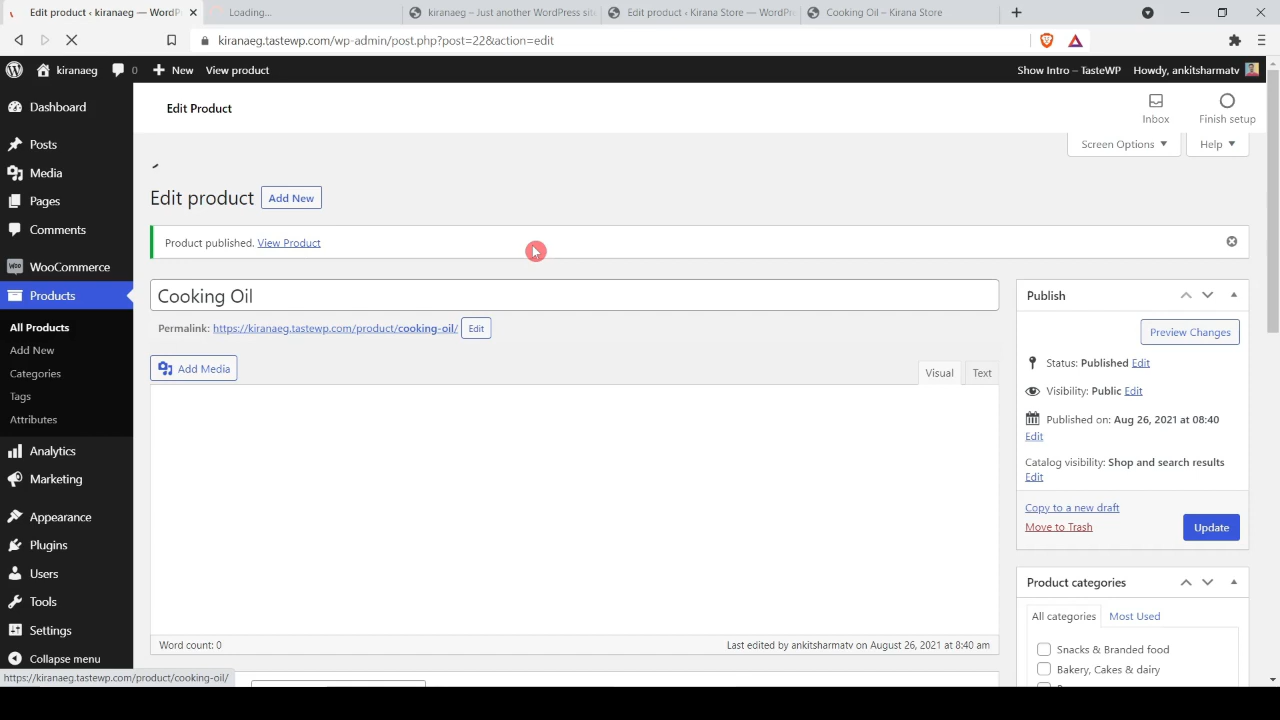 Edit product ‹ kiranaeg — WordP
Loading...
kiranaeg – Just another WordPress site
Edit product ‹ Kirana Store — WordPr
Cooking Oil – Kirana Store
kiranaeg.tastewp.com/wp-admin/post.php?post=22&action=edit
kiranaeg
0
New
View product
Show Intro – TasteWP
Howdy, ankitsharmatv
Dashboard
Posts
Media
Pages
Comments
WooCommerce
Products
All Products
Add New
Categories
Tags
Attributes
Analytics
Marketing
Appearance
Plugins
Users
Tools
Settings
Collapse menu
https://kiranaeg.tastewp.com/product/cooking-oil/
Edit Product
Inbox
Finish setup
Screen Options
Help
Edit product
Add New
Product published. View Product
Cooking Oil
Permalink: https://kiranaeg.tastewp.com/product/cooking-oil/ Edit
Add Media
Visual
Text
Word count: 0
Last edited by ankitsharmatv on August 26, 2021 at 8:40 am
Publish
Preview Changes
Status: Published Edit
Visibility: Public Edit
Published on: Aug 26, 2021 at 08:40
Edit
Catalog visibility: Shop and search results
Edit
Copy to a new draft
Move to Trash
Update
Product categories
All categories
Most Used
Snacks & Branded food
Bakery, Cakes & dairy